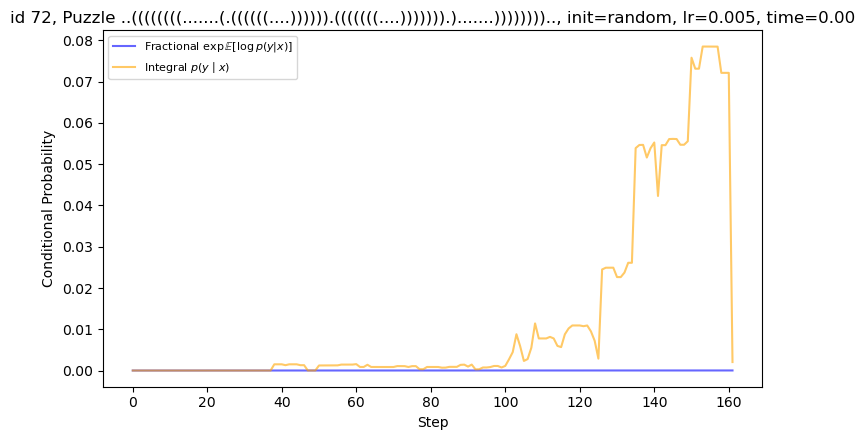 id 72, Puzzle ..((((((((.......(.((((((....)))))).(((((((....))))))).).......)))))))).., init=random, lr=0.005, time=0.00
Fractional exp𝔼[log p(y|x)]
Integral p(y | x)
Conditional Probability
0.08
0.07
0.06
0.05
0.04
0.03
0.02
0.01
0.00
0 20 40 60 80 100 120 140 160
Step